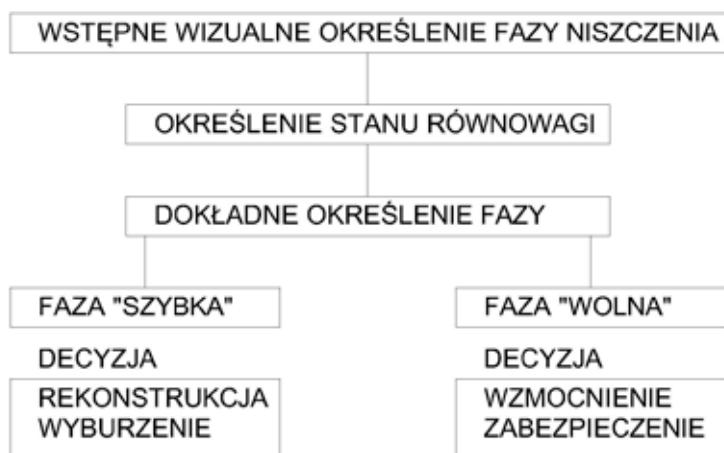 WSTĘPNE WIZUALNE OKREŚLENIE FAZY NISZCZENIA
OKREŚLENIE STANU RÓWNOWAGI
DOKŁADNE OKREŚLENIE FAZY
FAZA "SZYBKA"
DECYZJA
REKONSTRUKCJA
WYBURZENIE
FAZA "WOLNA"
DECYZJA
WZMOCNIENIE
ZABEZPIECZENIE